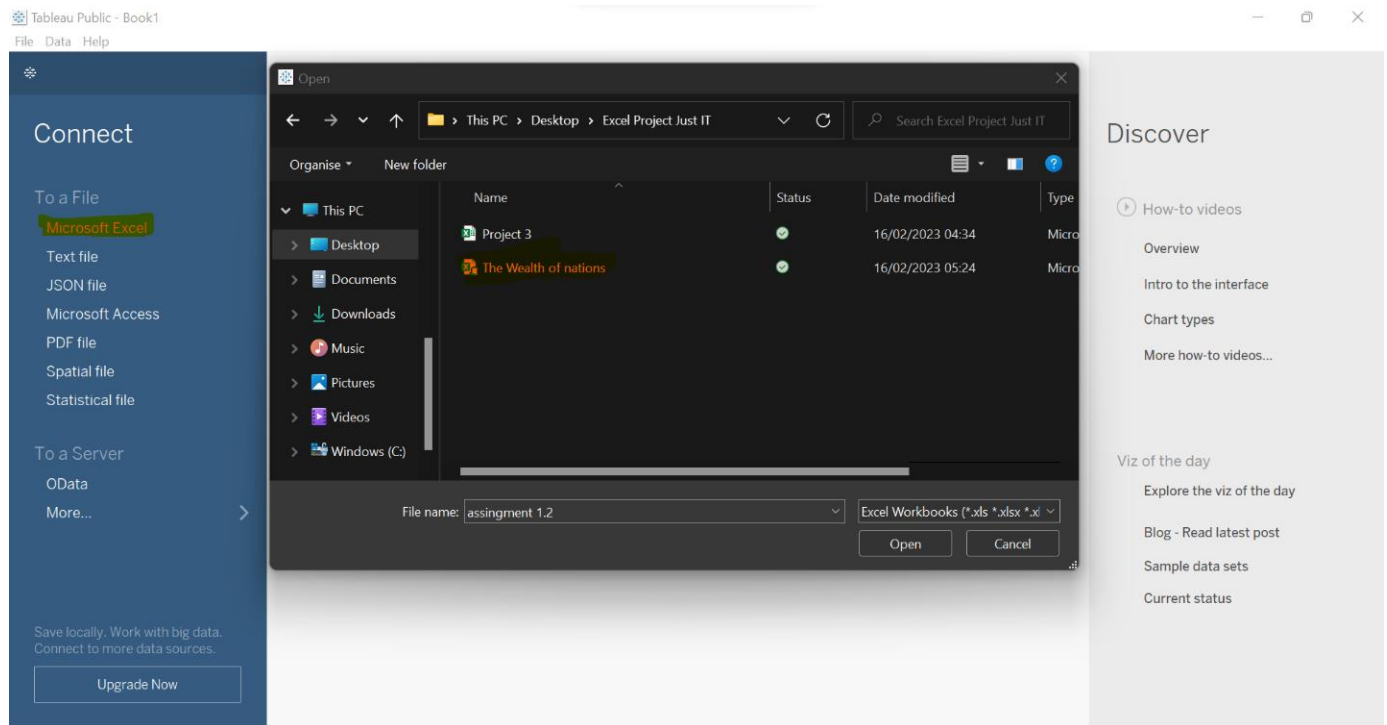 Tableau Public - Book1
File Data Help
Connect
To a File
Microsoft Excel
Text file
JSON file
Microsoft Access
PDF file
Spatial file
Statistical file
To a Server
OData
More...
Save locally. Work with big data.
Connect to more data sources.
Upgrade Now
Open
This PC > Desktop > Excel Project Just IT
Search Excel Project Just IT
Organise
New folder
This PC
Desktop
Documents
Downloads
Music
Pictures
Videos
Windows (C:)
Name Status Date modified Type
Project 3 16/02/2023 04:34 Micro
The Wealth of nations 16/02/2023 05:24 Micro
File name: assingment 1.2
Excel Workbooks (*.xls *.xlsx *.xl
Open Cancel
Discover
How-to videos
Overview
Intro to the interface
Chart types
More how-to videos...
Viz of the day
Explore the viz of the day
Blog - Read latest post
Sample data sets
Current status